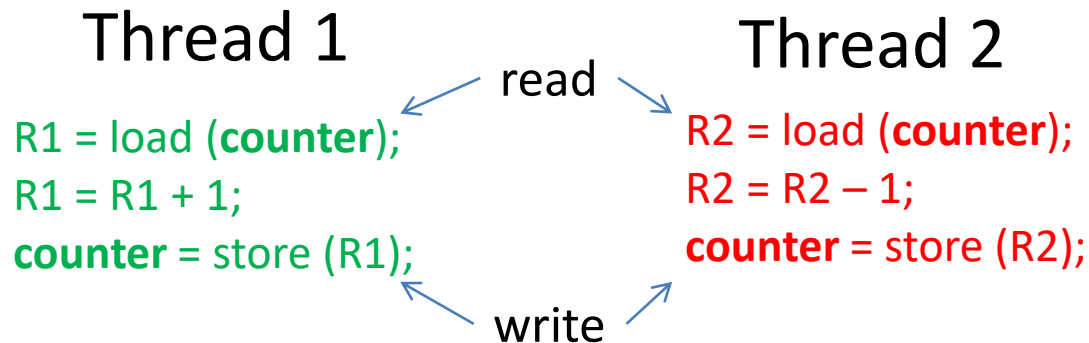 Thread 1
R1 = load (counter);
R1 = R1 + 1;
counter = store (R1);
read
write
Thread 2
R2 = load (counter);
R2 = R2 – 1;
counter = store (R2);